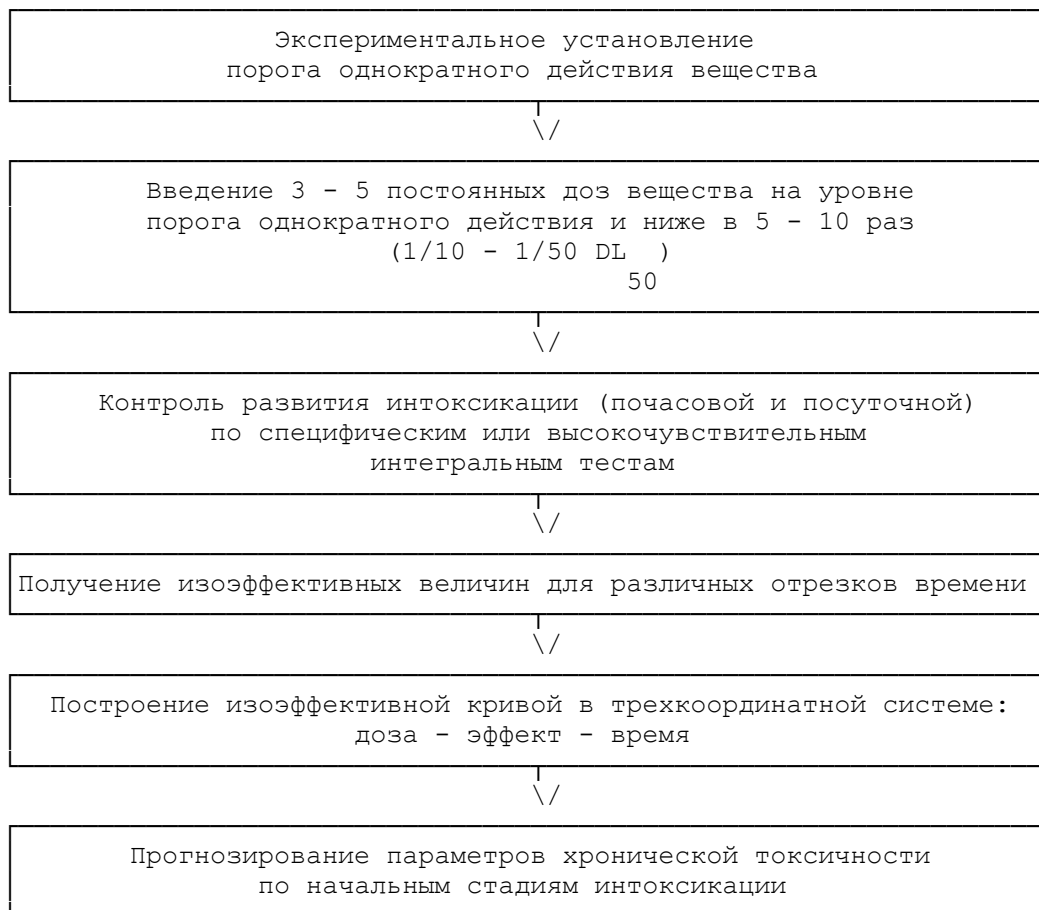 Экспериментальное установление
порога однократного действия вещества
\/
Введение 3 - 5 постоянных доз вещества на уровне
порога однократного действия и ниже в 5 - 10 раз
(1/10 - 1/50 DL  )
50
\/
Контроль развития интоксикации (почасовой и посуточной)
по специфическим или высокочувствительным
интегральным тестам
\/
Получение изоэффективных величин для различных отрезков времени
\/
Построение изоэффективной кривой в трехкоординатной системе:
доза - эффект - время
\/
Прогнозирование параметров хронической токсичности
по начальным стадиям интоксикации